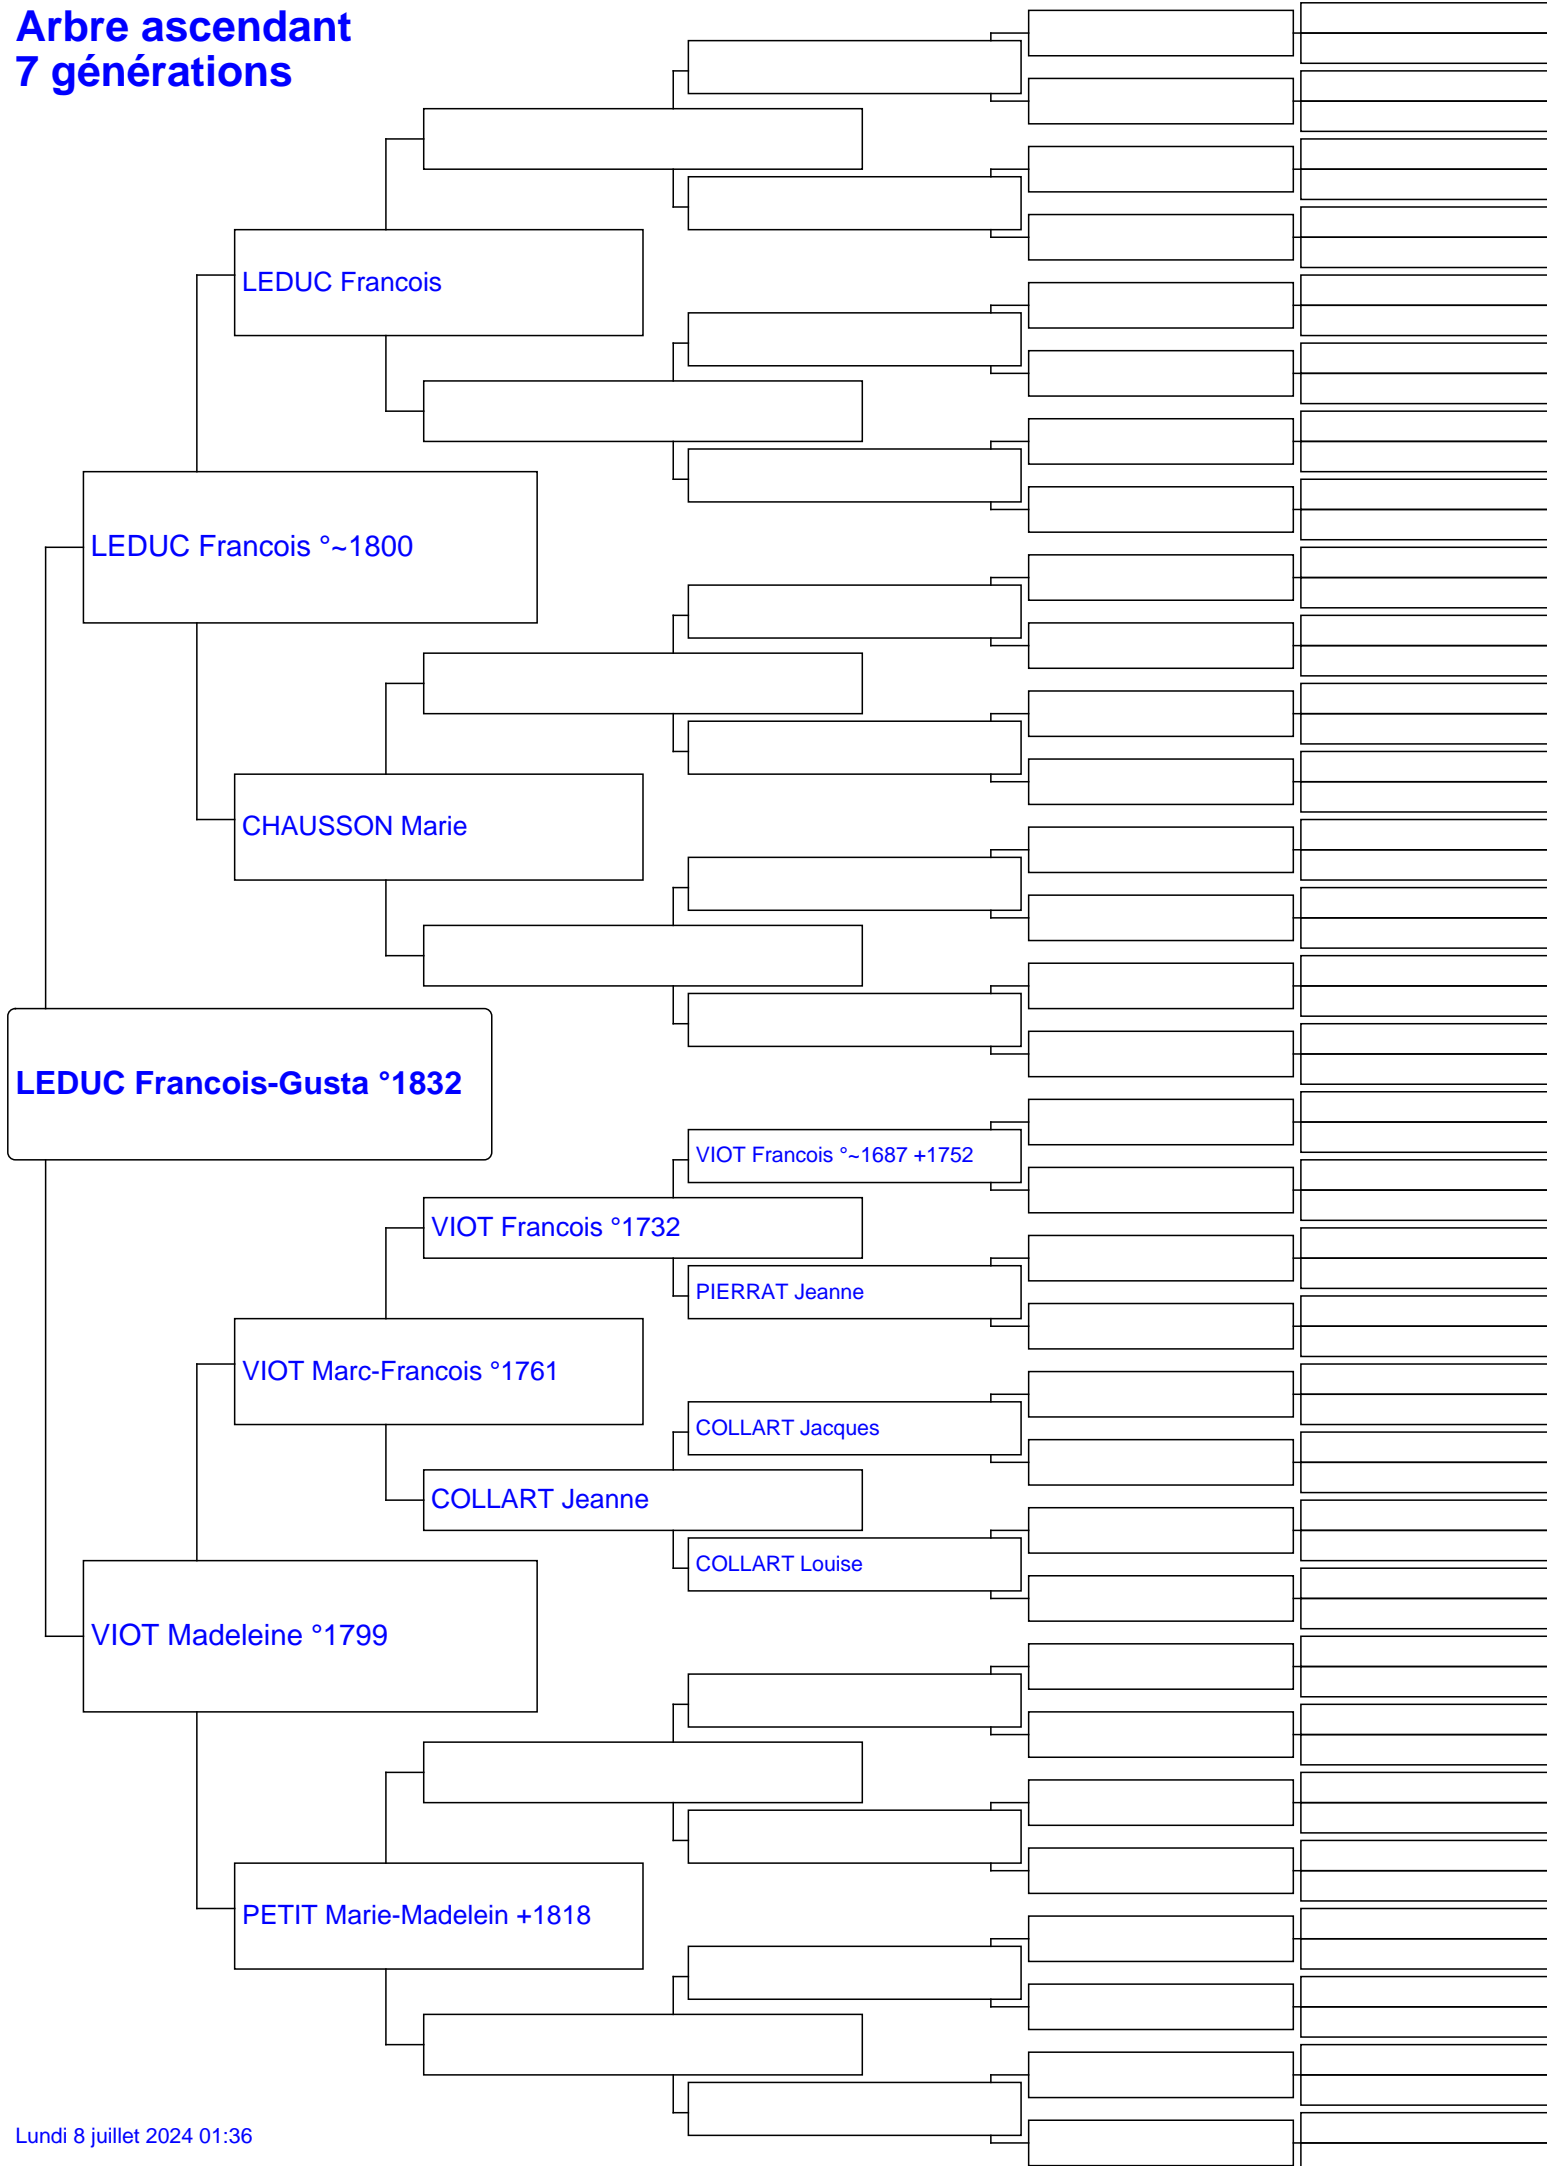 Arbre ascendant
7 générations
LEDUC Francois
LEDUC Francois °~1800
CHAUSSON Marie
LEDUC Francois-Gusta °1832
VIOT Francois °~1687 +1752
VIOT Francois °1732
PIERRAT Jeanne
VIOT Marc-Francois °1761
COLLART Jacques
COLLART Jeanne
COLLART Louise
VIOT Madeleine °1799
PETIT Marie-Madelein +1818
Lundi 8 juillet 2024 01:36